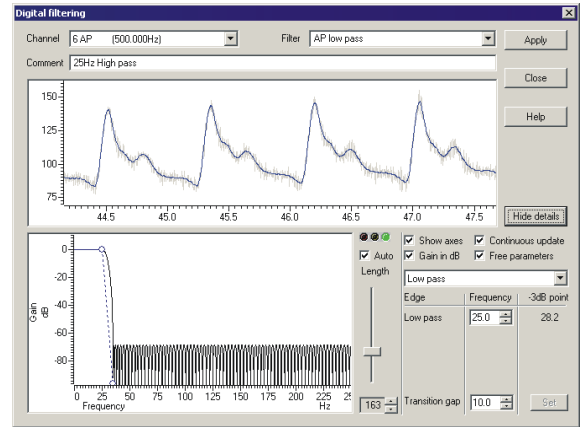 Digital filtering
Channel 6 AP (500.000Hz) Filter AP low pass Apply
Comment 25Hz High pass
Close
Help
150
125
100
75
44.5 45.0 45.5 46.0 46.5 47.0 47.5
Hide details
0
-20
-40
-60
-80
Gain
dB
0 25 50 75 100 125 150 175 200 225 25
Frequency Hz
Auto
Length
163
Show axes Continuous update
Gain in dB Free parameters
Low pass
Edge Frequency -3dB point
Low pass 25.0 28.2
Transition gap 10.0 Set